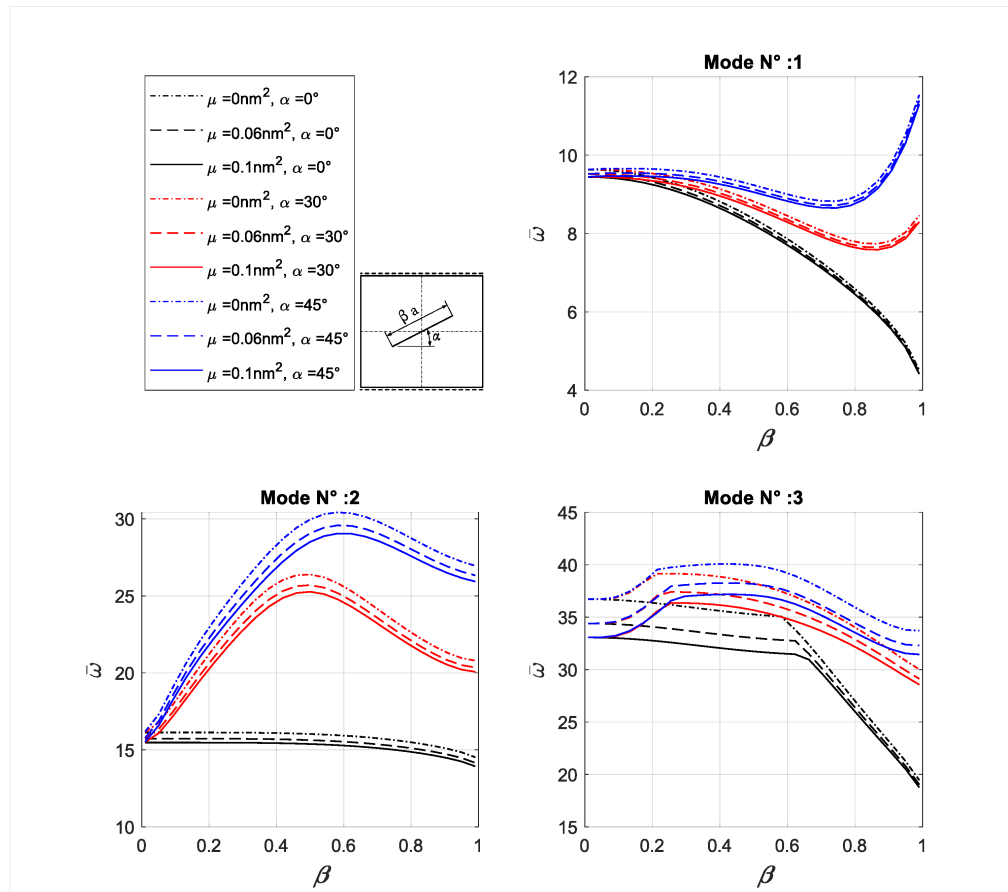 μ =0nm², α =0°
μ =0.06nm², α =0°
μ =0.1nm², α =0°
μ =0nm², α =30°
μ =0.06nm², α =30°
μ =0.1nm², α =30°
μ =0nm², α =45°
μ =0.06nm², α =45°
μ =0.1nm², α =45°
β a
α
Mode N° :1
12
10
8
6
4
ω̄
0 0.2 0.4 0.6 0.8 1
β
Mode N° :2
30
25
20
15
10
ω̄
0 0.2 0.4 0.6 0.8 1
β
Mode N° :3
45
40
35
30
25
20
15
ω̄
0 0.2 0.4 0.6 0.8 1
β